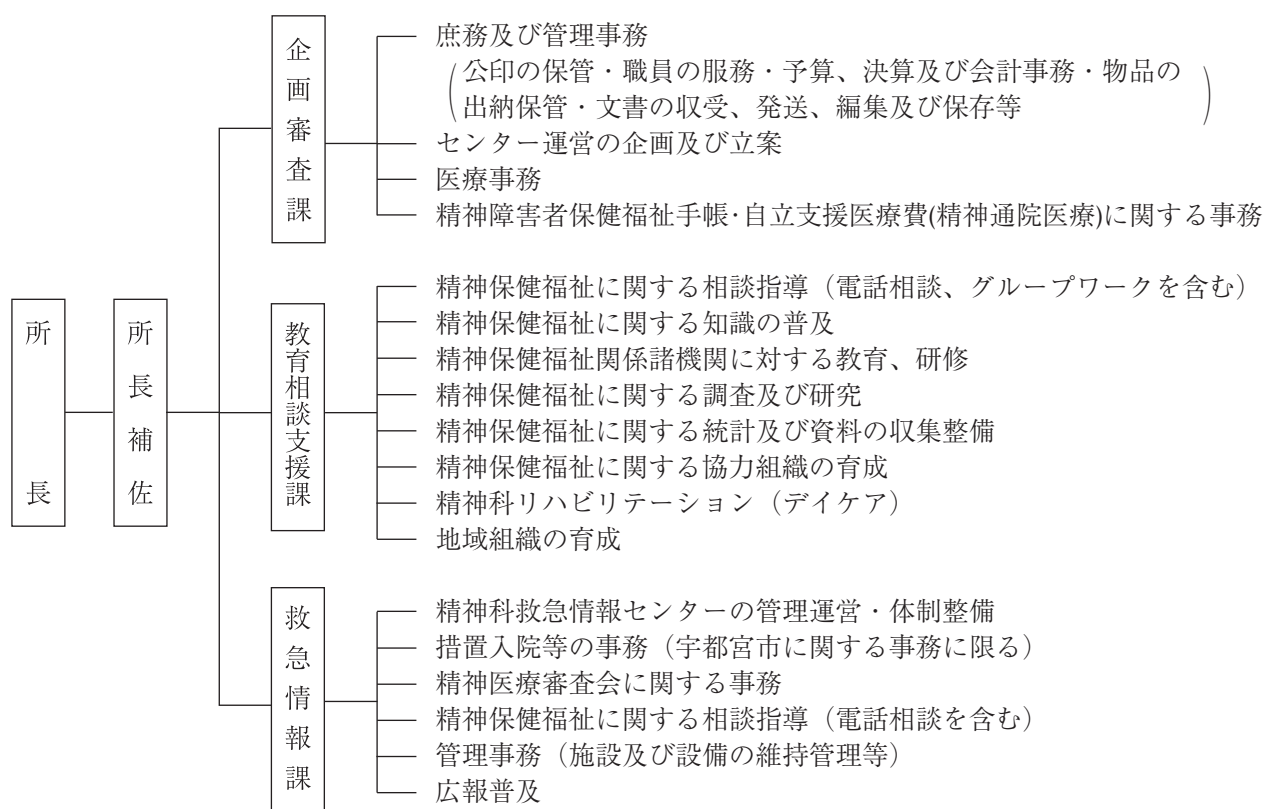 所長
所長補佐
企画審査課
庶務及び管理事務
(公印の保管・職員の服務・予算、決算及び会計事務・物品の
出納保管・文書の収受、発送、編集及び保存等)
センター運営の企画及び立案
医療事務
精神障害者保健福祉手帳･自立支援医療費(精神通院医療)に関する事務
教育相談支援課
精神保健福祉に関する相談指導（電話相談、グループワークを含む）
精神保健福祉に関する知識の普及
精神保健福祉関係諸機関に対する教育、研修
精神保健福祉に関する調査及び研究
精神保健福祉に関する統計及び資料の収集整備
精神保健福祉に関する協力組織の育成
精神科リハビリテーション（デイケア）
地域組織の育成
救急情報課
精神科救急情報センターの管理運営・体制整備
措置入院等の事務（宇都宮市に関する事務に限る）
精神医療審査会に関する事務
精神保健福祉に関する相談指導（電話相談を含む）
管理事務（施設及び設備の維持管理等）
広報普及